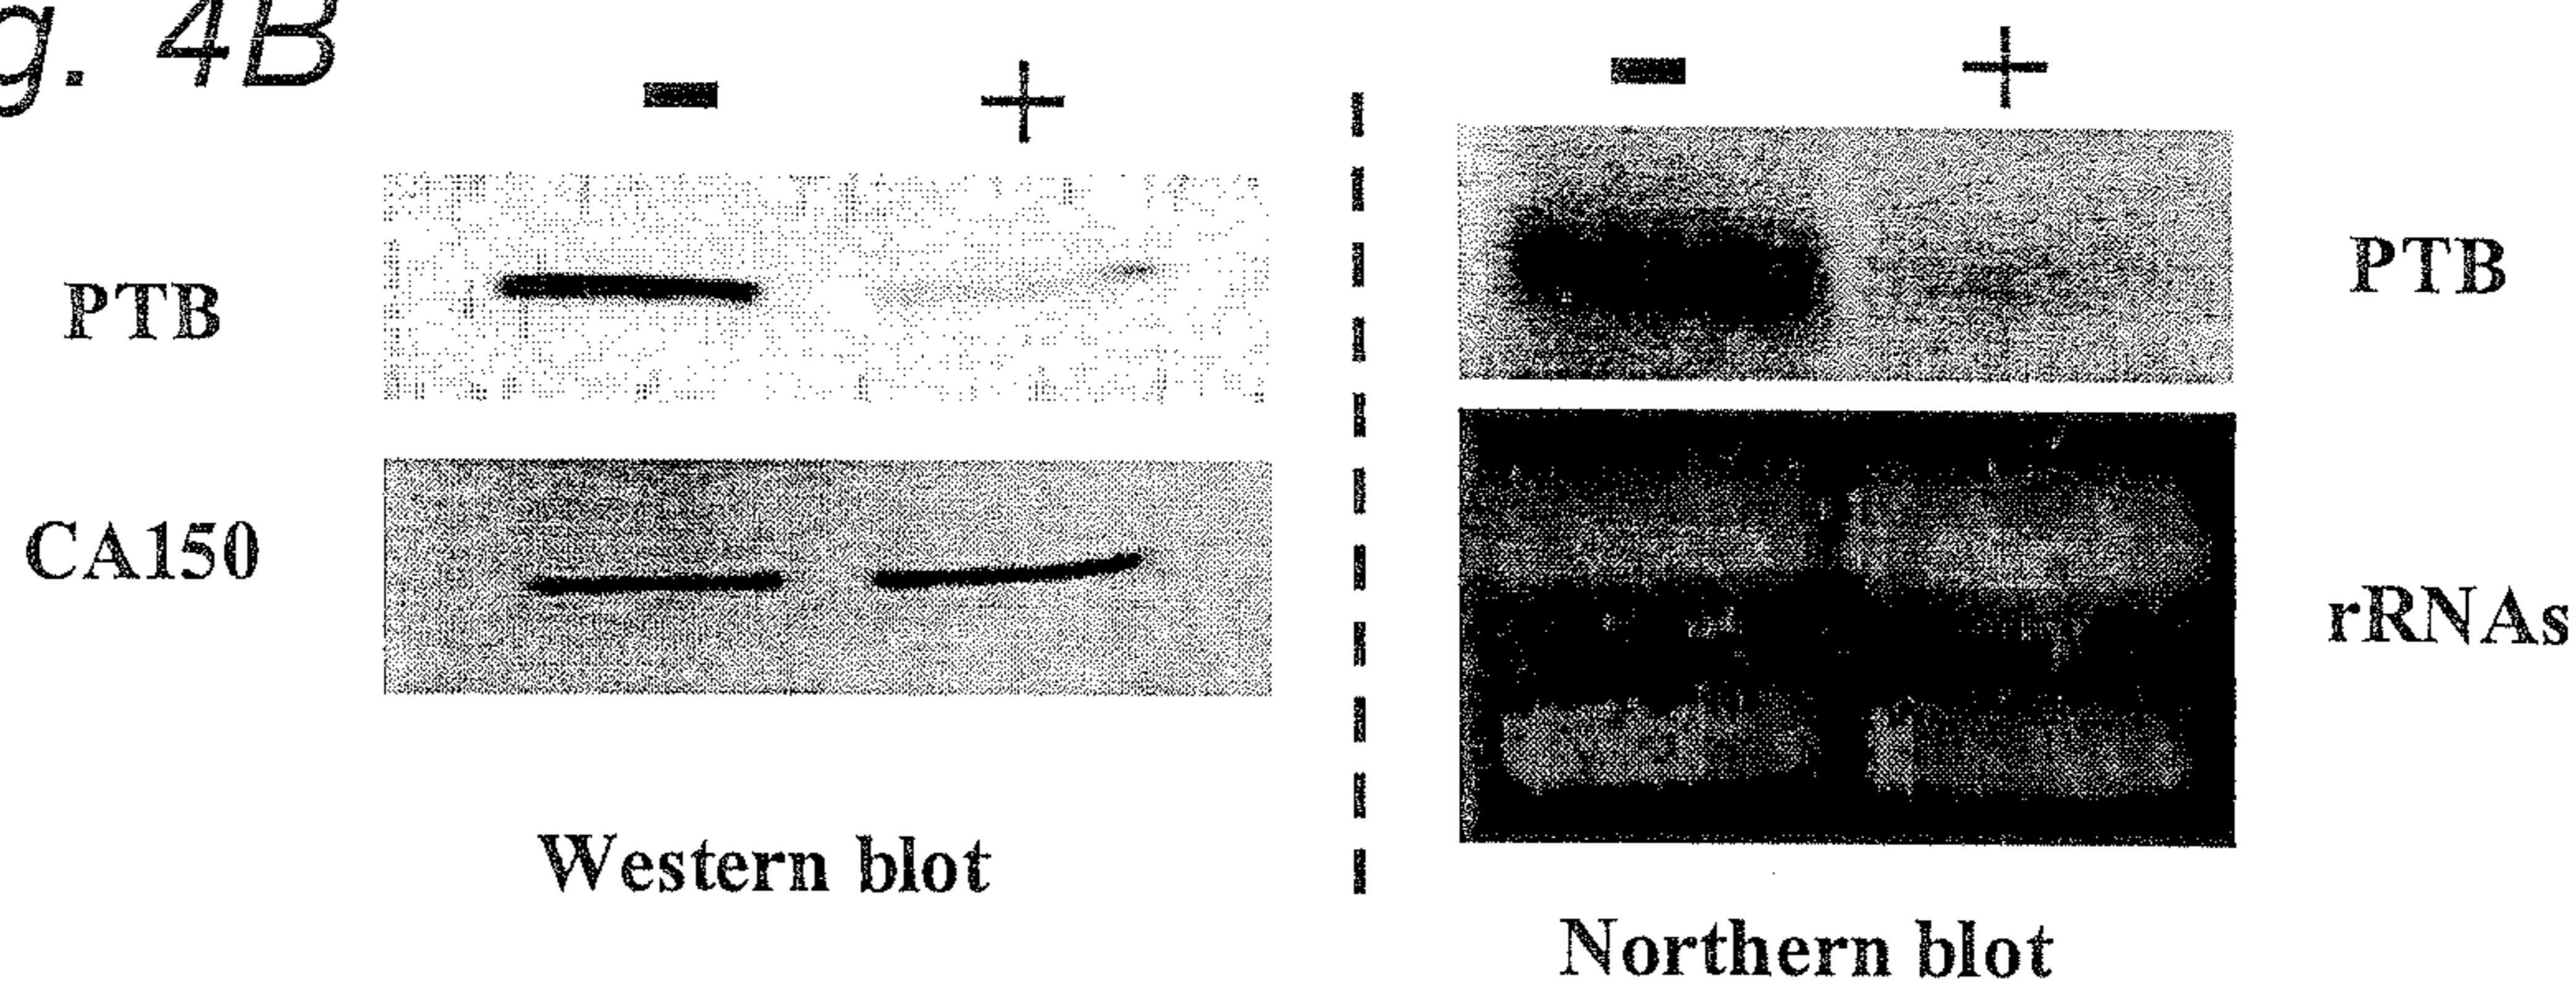 g. 4B
- +
PTB
CA150
Western blot
- +
PTB
rRNAs
Northern blot